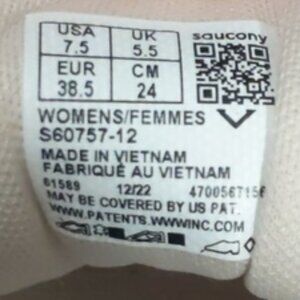 USA UK saucony
7.5 5.5
EUR CM
38.5 24
WOMENS/FEMMES
S60757-12
MADE IN VIETNAM
FABRIQUÉ AU VIETNAM
61589 12/22 4700567156
MAY BE COVERED BY US PAT.
WWW.PATENTS.WWWINC.COM